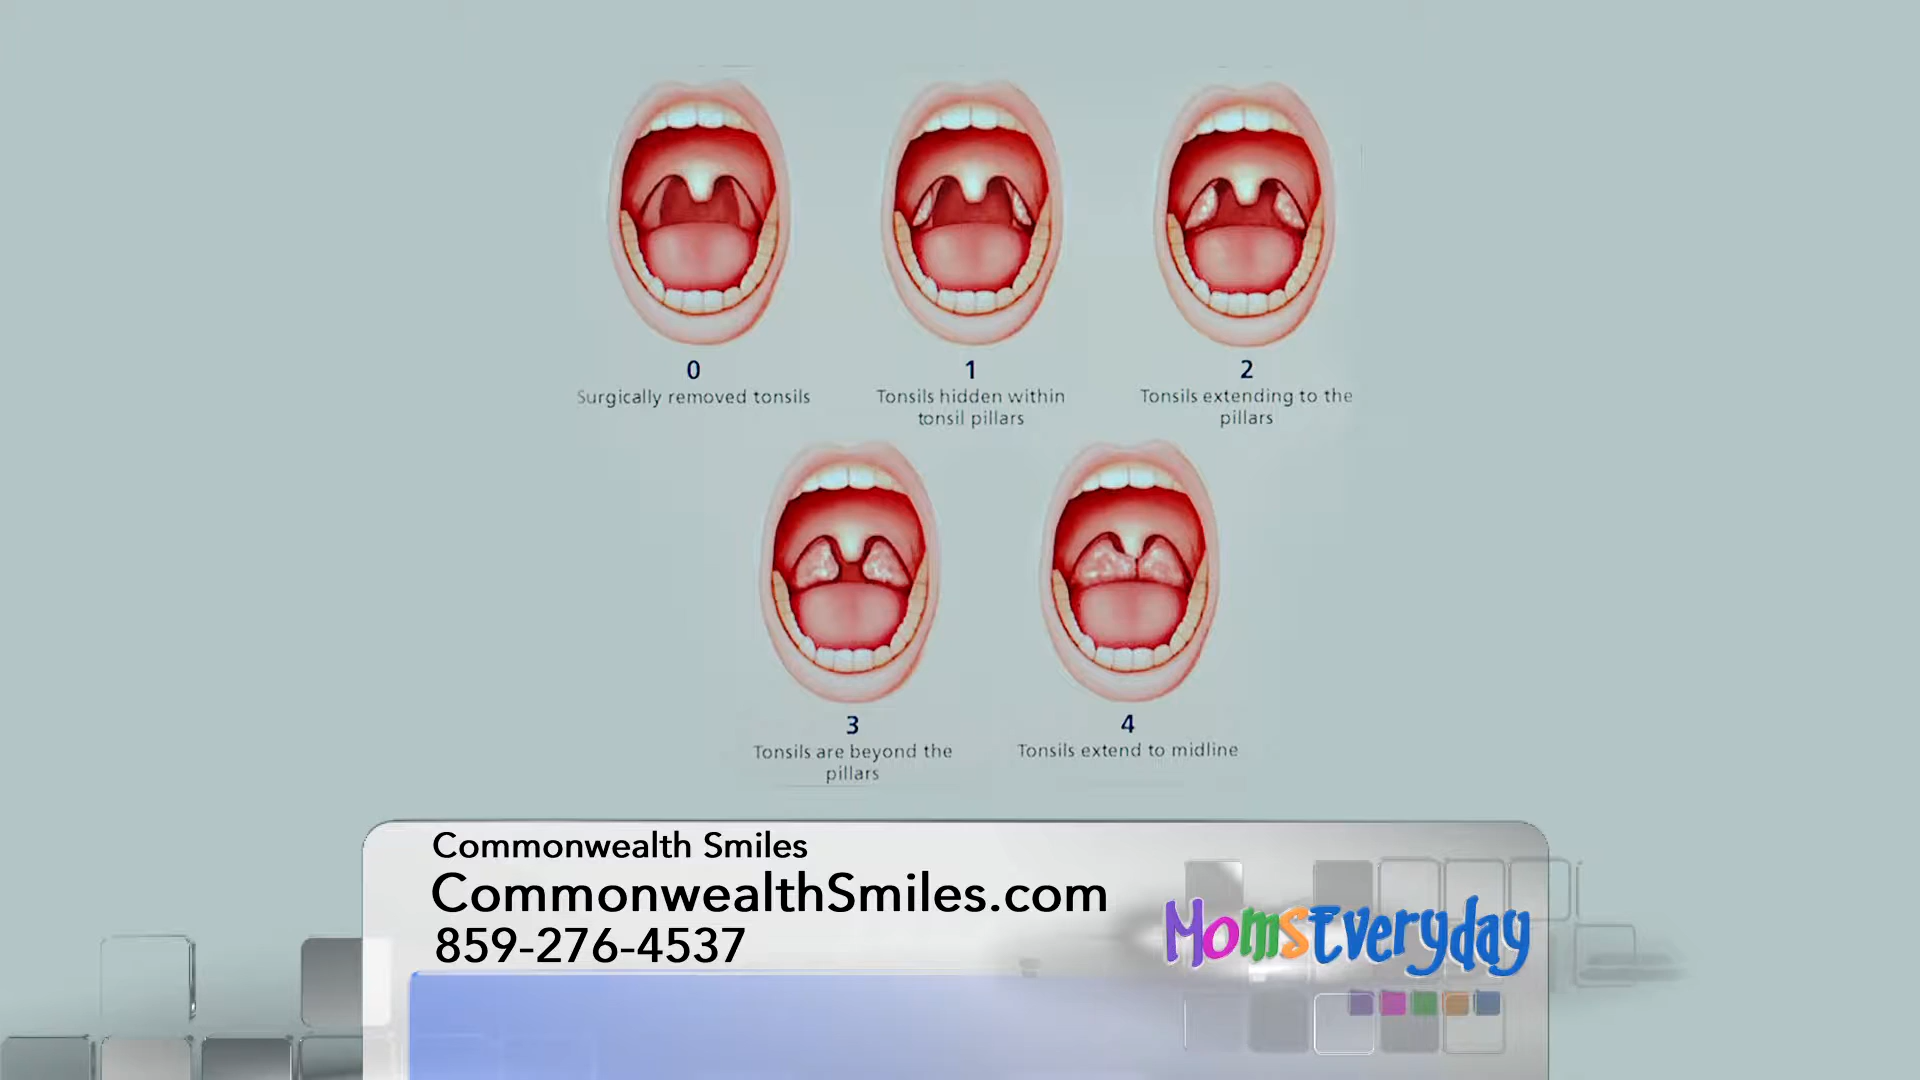 0
Surgically removed tonsils
1
Tonsils hidden within
tonsil pillars
2
Tonsils extending to the
pillars
3
Tonsils are beyond the
pillars
4
Tonsils extend to midline
Commonwealth Smiles
CommonwealthSmiles.com
859-276-4537
MomsEveryday